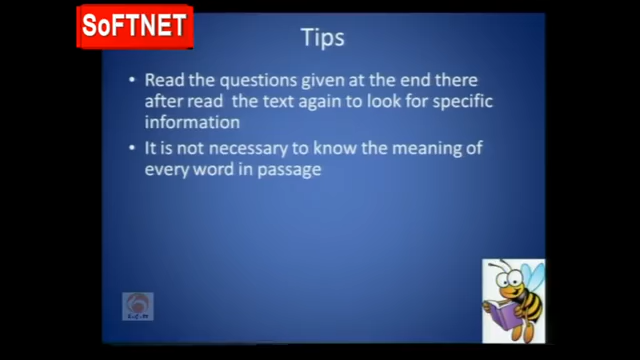 SoFTNET
Tips
• Read the questions given at the end there
after read the text again to look for specific
information
• It is not necessary to know the meaning of
every word in passage